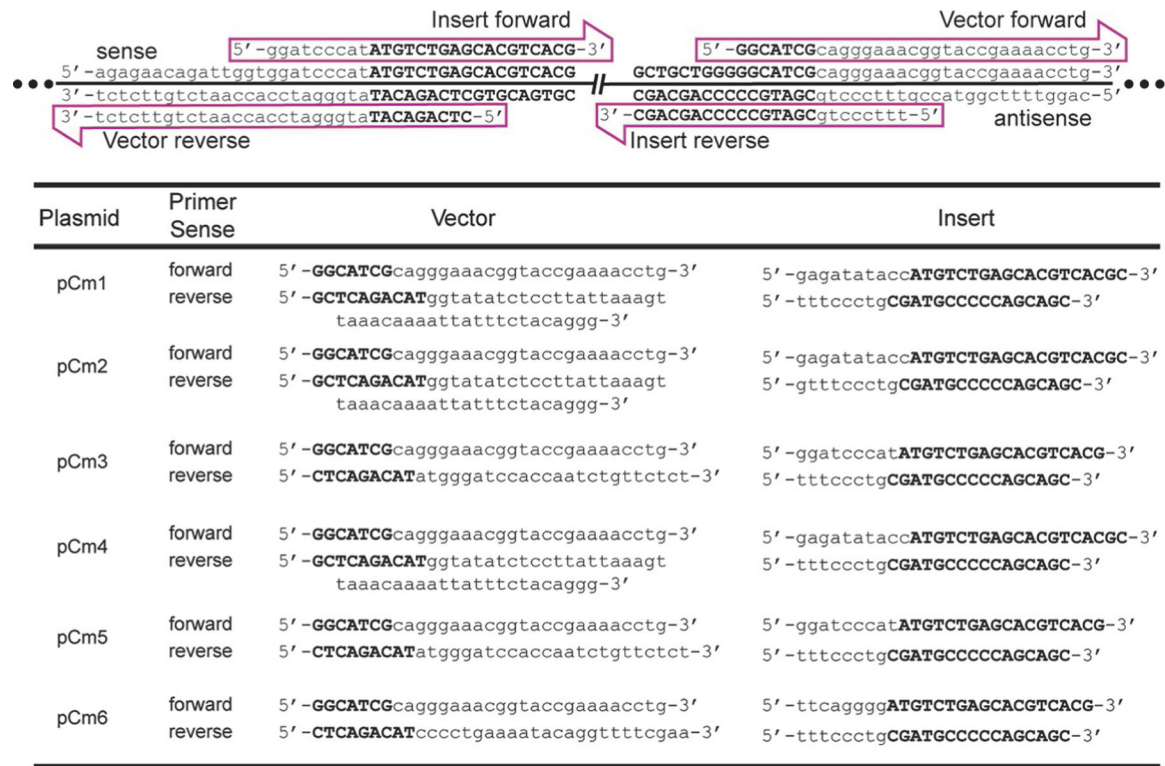 Insert forward Vector forward
sense 5′-ggatcccatATGTCTGAGCACGTCACG-3′ 5′-GGCATCGcagggaaacggtaccgaaaacctg-3′
5′-agagaacagattggtggatcccatATGTCTGAGCACGTCACG GCTGCTGGGGGCATCGcagggaaacggtaccgaaaacctg-3′
3′-tctcttgtctaaccacctagggtaTACAGACTCGTGCAGTGC CGACGACCCCCGTAGCgtccctttgccatggcttttggac-5′
3′-tctcttgtctaaccacctagggtaTACAGACTC-5′ 3′-CGACGACCCCCGTAGCgtcccttt-5′ antisense
Vector reverse Insert reverse
Plasmid Primer Sense Vector Insert
pCm1
forward 5′-GGCATCGcagggaaacggtaccgaaaacctg-3′ 5′-gagatataccATGTCTGAGCACGTCACGC-3′
reverse 5′-GCTCAGACATggtatatctccttattaaagt 5′-tttccctgCGATGCCCCCAGCAGC-3′
taaacaaaattatttctacaggg-3′
pCm2
forward 5′-GGCATCGcagggaaacggtaccgaaaacctg-3′ 5′-gagatataccATGTCTGAGCACGTCACGC-3′
reverse 5′-GCTCAGACATggtatatctccttattaaagt 5′-gtttccctgCGATGCCCCCAGCAGC-3′
taaacaaaattatttctacaggg-3′
pCm3
forward 5′-GGCATCGcagggaaacggtaccgaaaacctg-3′ 5′-ggatcccatATGTCTGAGCACGTCACG-3′
reverse 5′-CTCAGACATatgggatccaccaatctgttctct-3′ 5′-tttccctgCGATGCCCCCAGCAGC-3′
pCm4
forward 5′-GGCATCGcagggaaacggtaccgaaaacctg-3′ 5′-gagatataccATGTCTGAGCACGTCACGC-3′
reverse 5′-GCTCAGACATggtatatctccttattaaagt 5′-tttccctgCGATGCCCCCAGCAGC-3′
taaacaaaattatttctacaggg-3′
pCm5
forward 5′-GGCATCGcagggaaacggtaccgaaaacctg-3′ 5′-ggatcccatATGTCTGAGCACGTCACG-3′
reverse 5′-CTCAGACATatgggatccaccaatctgttctct-3′ 5′-tttccctgCGATGCCCCCAGCAGC-3′
pCm6
forward 5′-GGCATCGcagggaaacggtaccgaaaacctg-3′ 5′-ttcaggggATGTCTGAGCACGTCACG-3′
reverse 5′-CTCAGACATcccctgaaaatacaggttttcgaa-3′ 5′-tttccctgCGATGCCCCCAGCAGC-3′